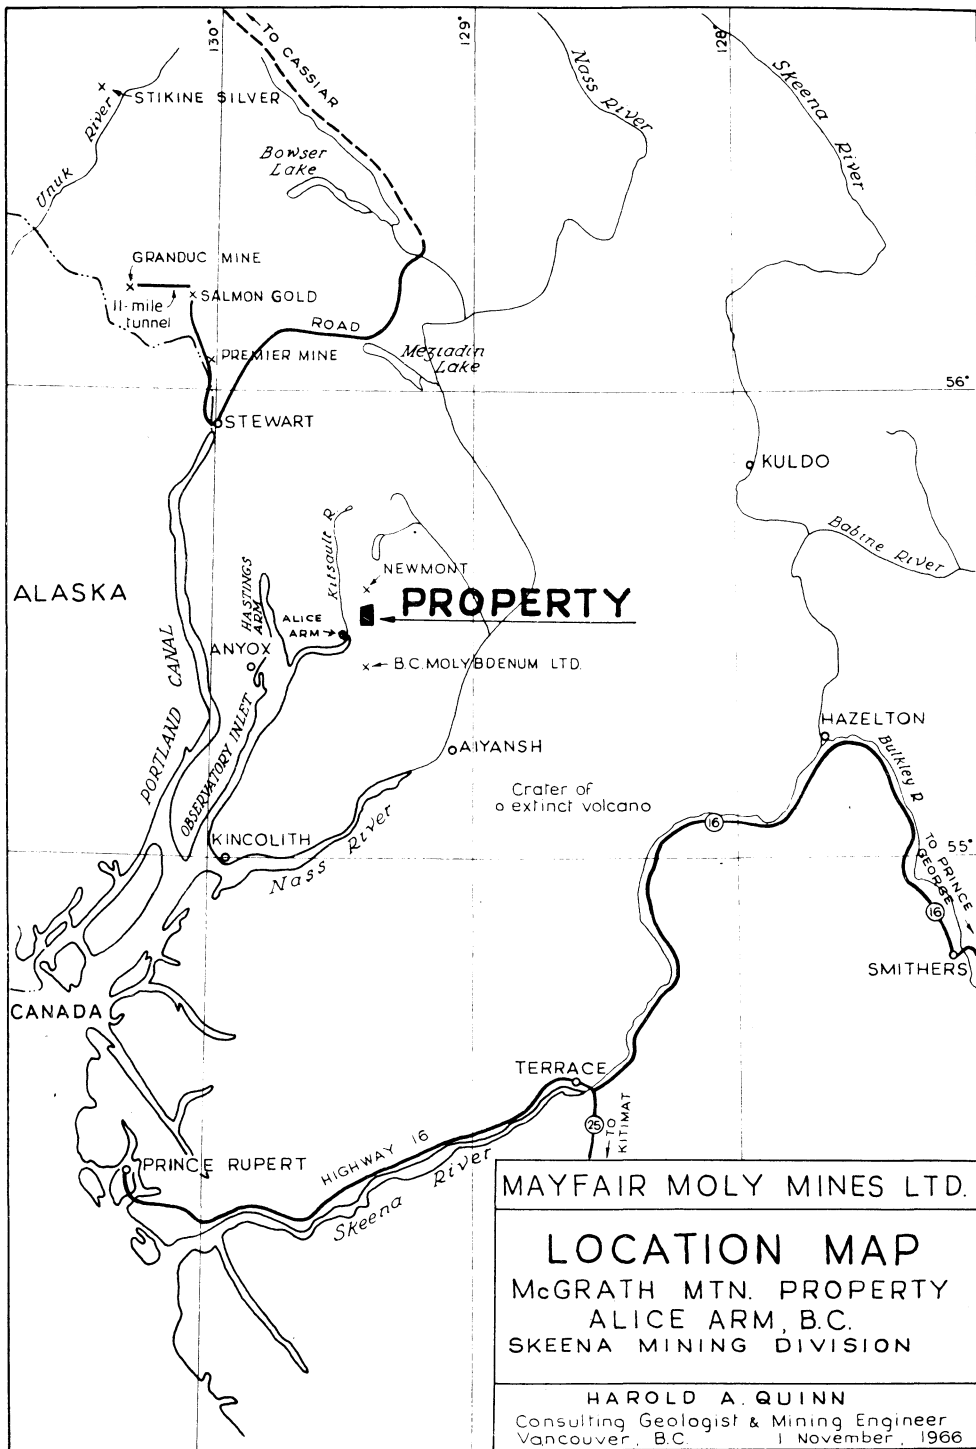 130°
129°
128°
TO CASSIAR
STIKINE SILVER
Unuk River
Bowser
Lake
Nass River
Skeena River
GRANDUC MINE
SALMON GOLD
11-mile
tunnel
ROAD
PREMIER MINE
Meziadin
Lake
56°
STEWART
KULDO
Babine River
Kitsault R.
NEWMONT
ALASKA
HASTINGS
ARM
ALICE
ARM
PROPERTY
ANYOX
B.C. MOLYBDENUM LTD.
PORTLAND CANAL
OBSERVATORY INLET
AIYANSH
HAZELTON
Bulkley R
Crater of
extinct volcano
16
KINCOLITH
Nass River
55°
TO PRINCE
GEORGE
16
SMITHERS
CANADA
TERRACE
25
TO
KITIMAT
PRINCE RUPERT
HIGHWAY 16
Skeena River
MAYFAIR MOLY MINES LTD.
LOCATION MAP
McGRATH MTN. PROPERTY
ALICE ARM, B.C.
SKEENA MINING DIVISION
HAROLD A. QUINN
Consulting Geologist & Mining Engineer
Vancouver, B.C. 1 November, 1966